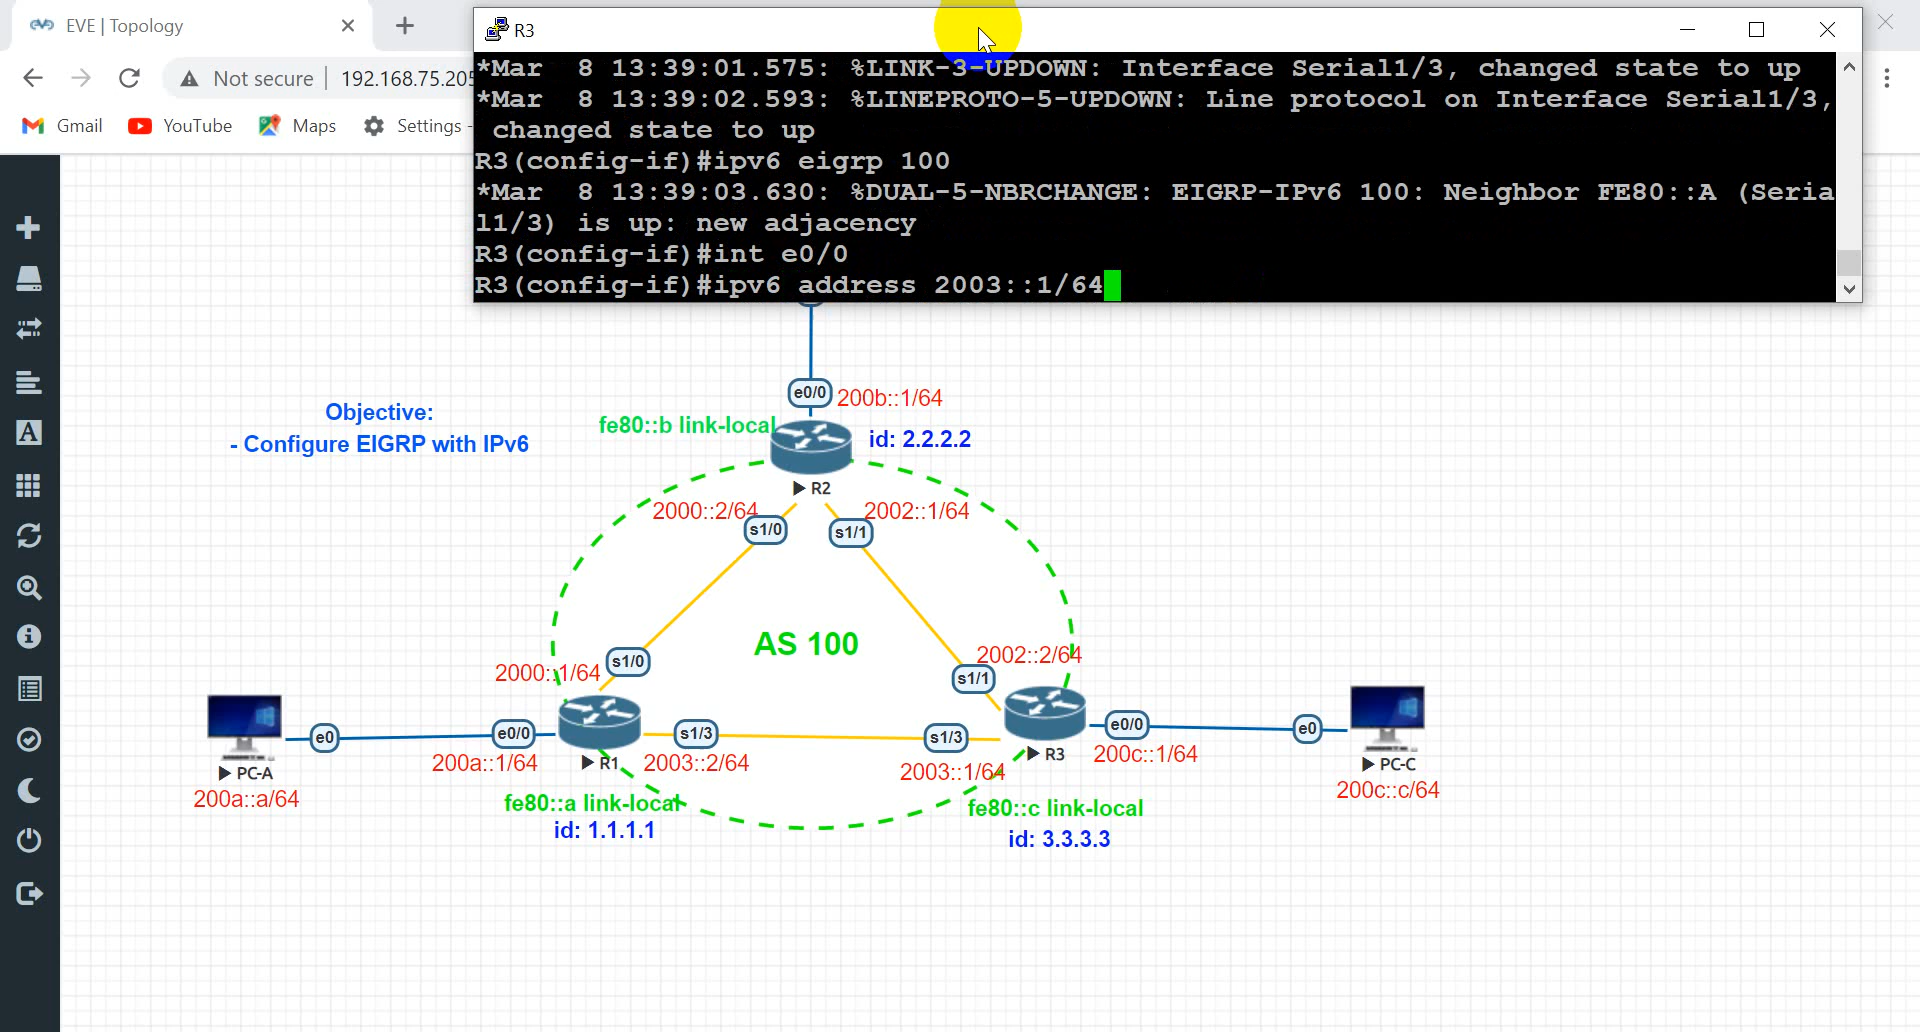 EVE | Topology
R3
Not secure
192.168.75.205
Gmail
YouTube
Maps
Settings -
*Mar  8 13:39:01.575: %LINK-3-UPDOWN: Interface Serial1/3, changed state to up
*Mar  8 13:39:02.593: %LINEPROTO-5-UPDOWN: Line protocol on Interface Serial1/3,
changed state to up
R3(config-if)#ipv6 eigrp 100
*Mar  8 13:39:03.630: %DUAL-5-NBRCHANGE: EIGRP-IPv6 100: Neighbor FE80::A (Seria
l1/3) is up: new adjacency
R3(config-if)#int e0/0
R3(config-if)#ipv6 address 2003::1/64
Objective:
- Configure EIGRP with IPv6
e0/0
200b::1/64
fe80::b link-local
id: 2.2.2.2
R2
2000::2/64
2002::1/64
s1/0
s1/1
AS 100
2000::1/64
s1/0
2002::2/64
s1/1
e0
e0/0
s1/3
s1/3
e0/0
e0
PC-A
200a::1/64
R1
2003::2/64
2003::1/64
R3
200c::1/64
PC-C
200a::a/64
200c::c/64
fe80::a link-local
id: 1.1.1.1
fe80::c link-local
id: 3.3.3.3